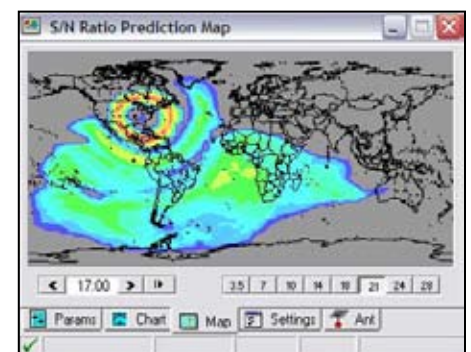 S/N Ratio Prediction Map
17:00
3.5 7 10 14 18 21 24 28
Params Chart Map Settings Ant